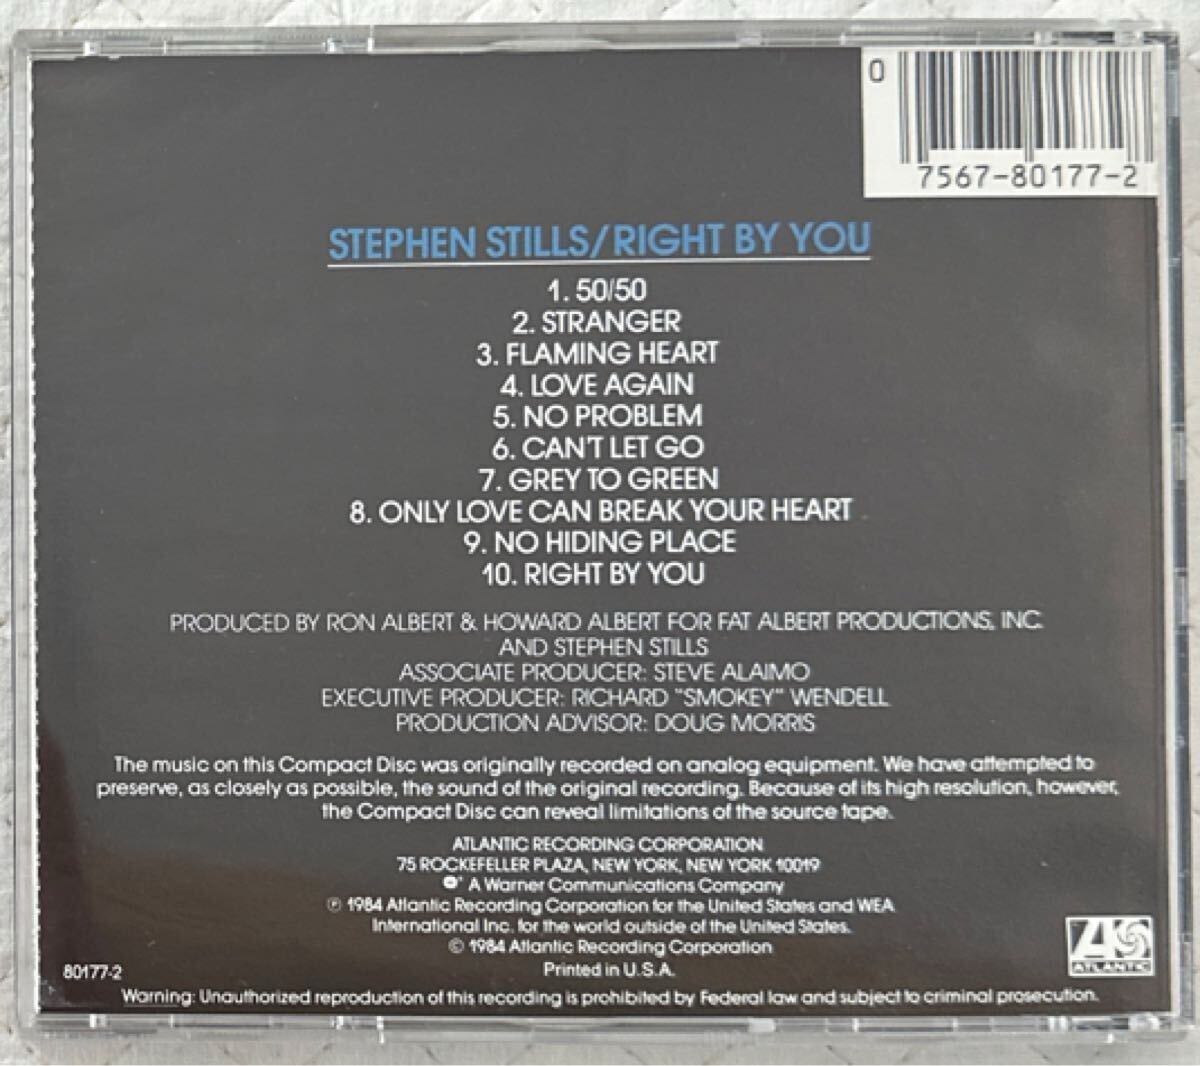 0
7567-80177-2
STEPHEN STILLS/RIGHT BY YOU
1. 50/50
2. STRANGER
3. FLAMING HEART
4. LOVE AGAIN
5. NO PROBLEM
6. CAN'T LET GO
7. GREY TO GREEN
8. ONLY LOVE CAN BREAK YOUR HEART
9. NO HIDING PLACE
10. RIGHT BY YOU
PRODUCED BY RON ALBERT & HOWARD ALBERT FOR FAT ALBERT PRODUCTIONS, INC.
AND STEPHEN STILLS
ASSOCIATE PRODUCER: STEVE ALAIMO
EXECUTIVE PRODUCER: RICHARD "SMOKEY" WENDELL
PRODUCTION ADVISOR: DOUG MORRIS
The music on this Compact Disc was originally recorded on analog equipment. We have attempted to
preserve, as closely as possible, the sound of the original recording. Because of its high resolution, however,
the Compact Disc can reveal limitations of the source tape.
ATLANTIC RECORDING CORPORATION
75 ROCKEFELLER PLAZA, NEW YORK, NEW YORK 10019
A Warner Communications Company
℗ 1984 Atlantic Recording Corporation for the United States and WEA
International Inc. for the world outside of the United States.
© 1984 Atlantic Recording Corporation
Printed in U.S.A.
80177-2
ATLANTIC
Warning: Unauthorized reproduction of this recording is prohibited by Federal law and subject to criminal prosecution.